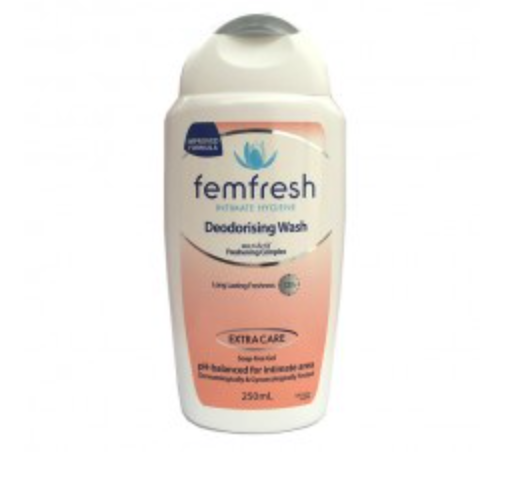 IMPROVED
FORMULA
femfresh
INTIMATE HYGIENE
Deodorising Wash
Freshening Complex
Long Lasting Freshness
EXTRA CARE
Soap Free Gel
pH-balanced for intimate area
Dermatologically & Gynaecologically Tested
250mL